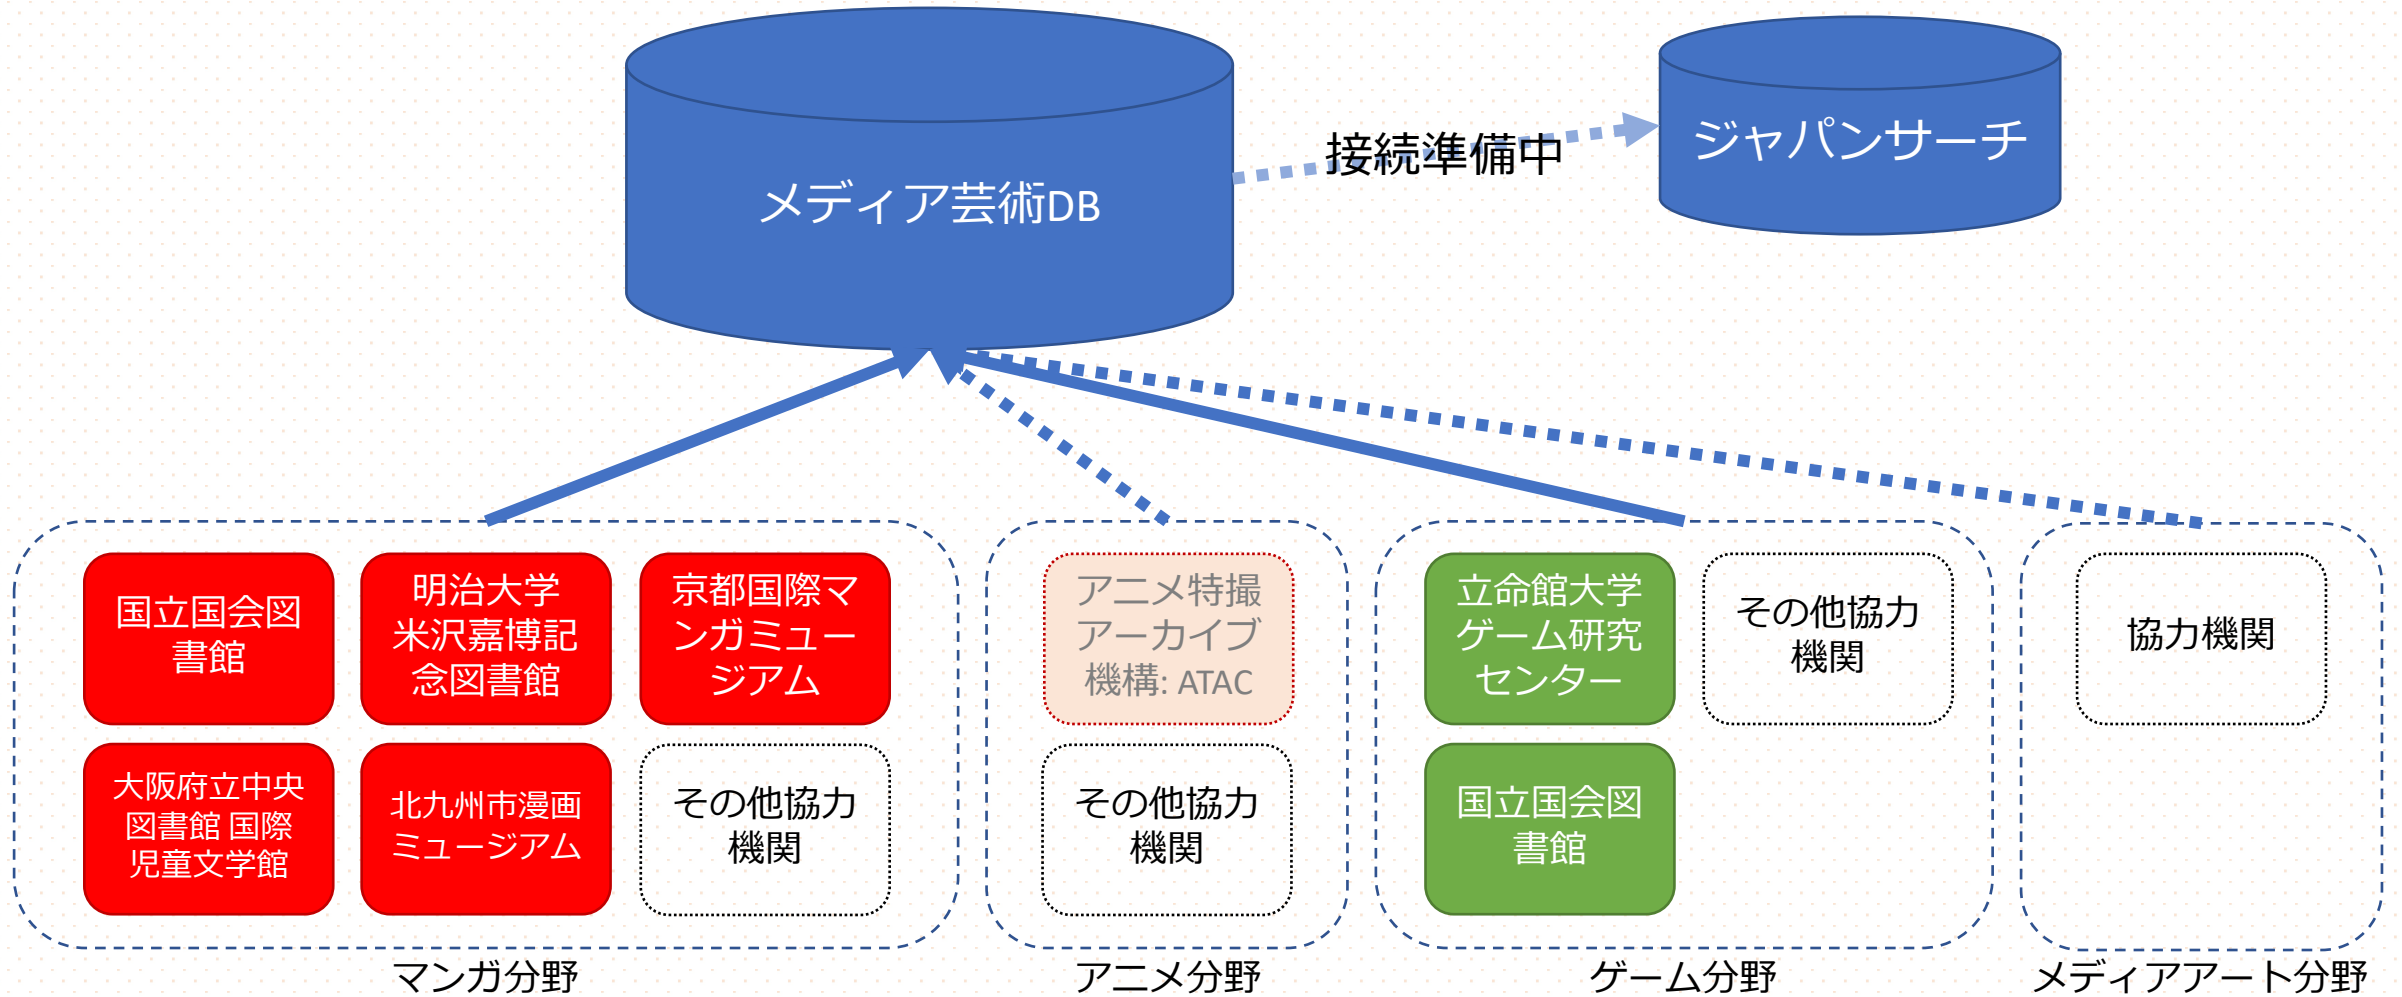 メディア芸術DB
接続準備中
ジャパンサーチ
国立国会図
書館
明治大学
米沢嘉博記
念図書館
京都国際マ
ンガミュー
ジアム
大阪府立中央
図書館 国際
児童文学館
北九州市漫画
ミュージアム
その他協力
機関
マンガ分野
アニメ特撮
アーカイブ
機構: ATAC
その他協力
機関
アニメ分野
立命館大学
ゲーム研究
センター
その他協力
機関
国立国会図
書館
ゲーム分野
協力機関
メディアアート分野